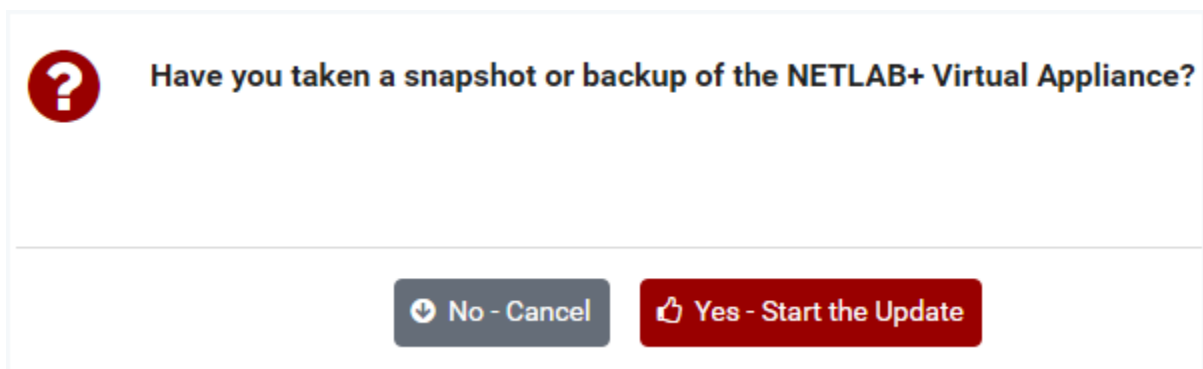 Have you taken a snapshot or backup of the NETLAB+ Virtual Appliance?
No - Cancel
Yes - Start the Update